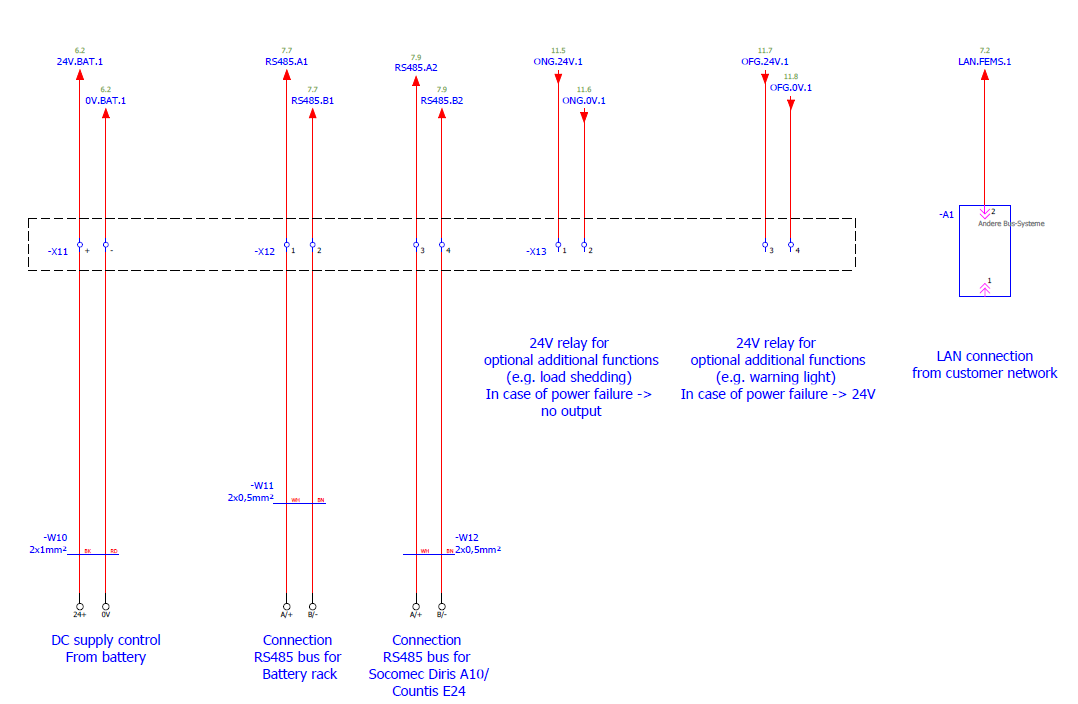 6.2
24V.BAT.1
6.2
0V.BAT.1
7.7
RS485.A1
7.7
RS485.B1
7.9
RS485.A2
7.9
RS485.B2
11.5
ONG.24V.1
11.6
ONG.0V.1
11.7
OFG.24V.1
11.8
OFG.0V.1
7.2
LAN.FEMS.1
-X11
+
-
-X12
1
2
3
4
-X13
1
2
3
4
-A1
2
Andere Bus-Systeme
1
24V relay for
optional additional functions
(e.g. load shedding)
In case of power failure ->
no output
24V relay for
optional additional functions
(e.g. warning light)
In case of power failure -> 24V
LAN connection
from customer network
-W11
2x0,5mm²
WH
BN
-W10
2x1mm²
BK
RD
-W12
2x0,5mm²
WH
BN
24+
0V
A/+
B/-
A/+
B/-
DC supply control
From battery
Connection
RS485 bus for
Battery rack
Connection
RS485 bus for
Socomec Diris A10/
Countis E24